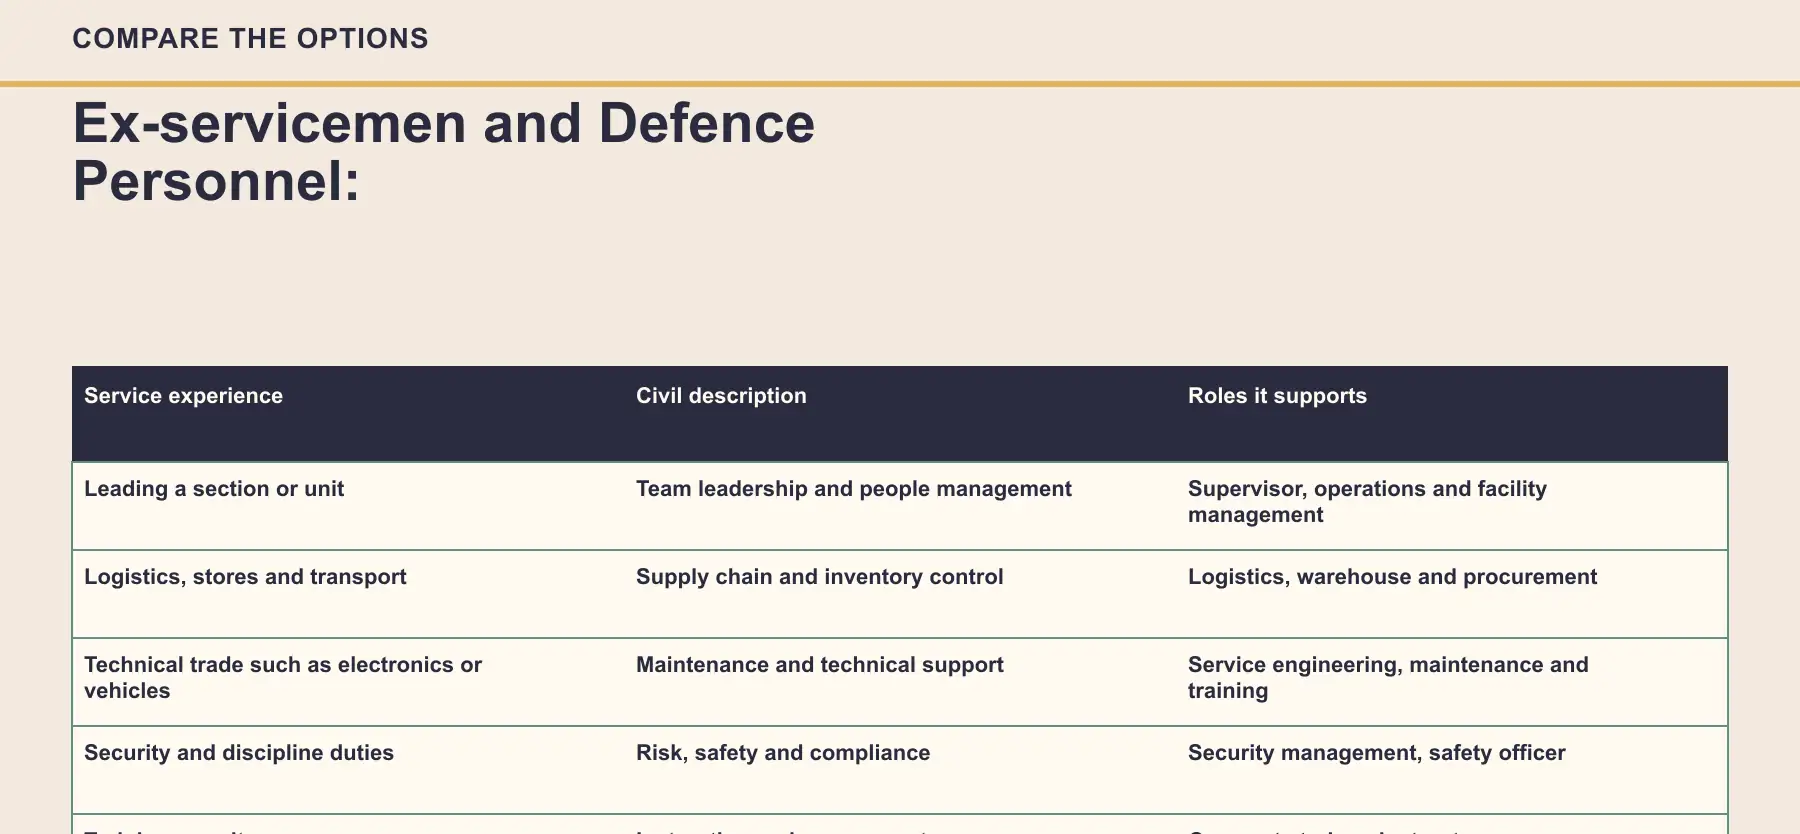 COMPARE THE OPTIONS
Ex-servicemen and Defence
Personnel:
Service experience
Civil description
Roles it supports
Leading a section or unit
Team leadership and people management
Supervisor, operations and facility
management
Logistics, stores and transport
Supply chain and inventory control
Logistics, warehouse and procurement
Technical trade such as electronics or
vehicles
Maintenance and technical support
Service engineering, maintenance and
training
Security and discipline duties
Risk, safety and compliance
Security management, safety officer